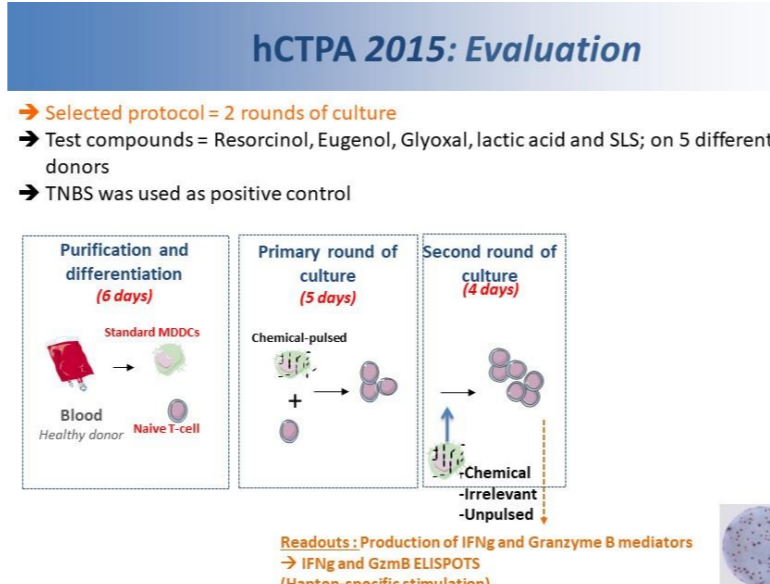 hCTPA 2015: Evaluation
➔ Selected protocol = 2 rounds of culture
➔ Test compounds = Resorcinol, Eugenol, Glyoxal, lactic acid and SLS; on 5 different
donors
➔ TNBS was used as positive control
Purification and
differentiation
(6 days)
Standard MDDCs
Blood
Healthy donor
Naive T-cell
Primary round of
culture
(5 days)
Chemical-pulsed
+
Second round of
culture
(4 days)
-Chemical
-Irrelevant
-Unpulsed
Readouts : Production of IFNg and Granzyme B mediators
→ IFNg and GzmB ELISPOTS
(Hapten-specific stimulation)